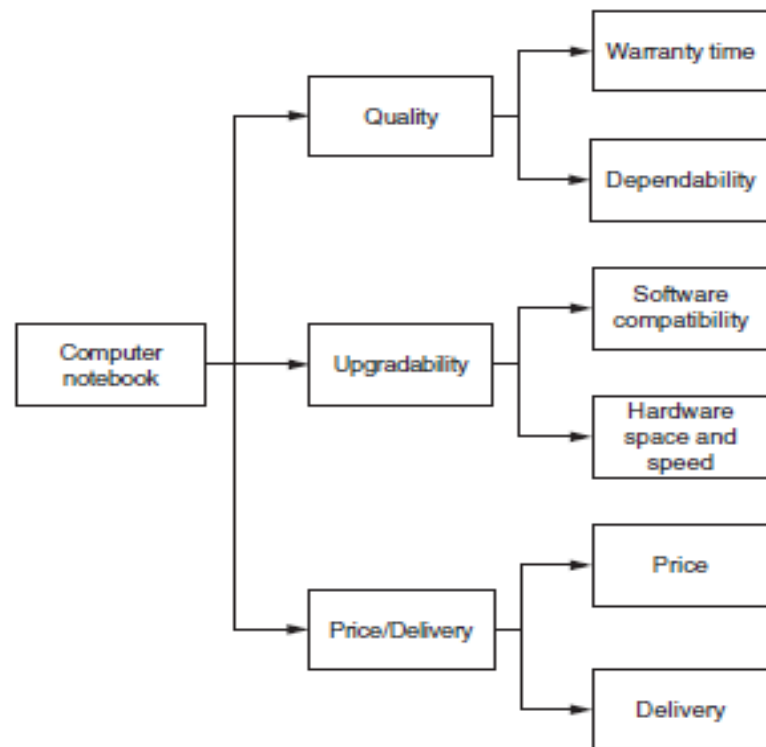 Warranty time
Quality
Dependability
Software
compatibility
Computer
notebook
Upgradability
Hardware
space and
speed
Price
Price/Delivery
Delivery